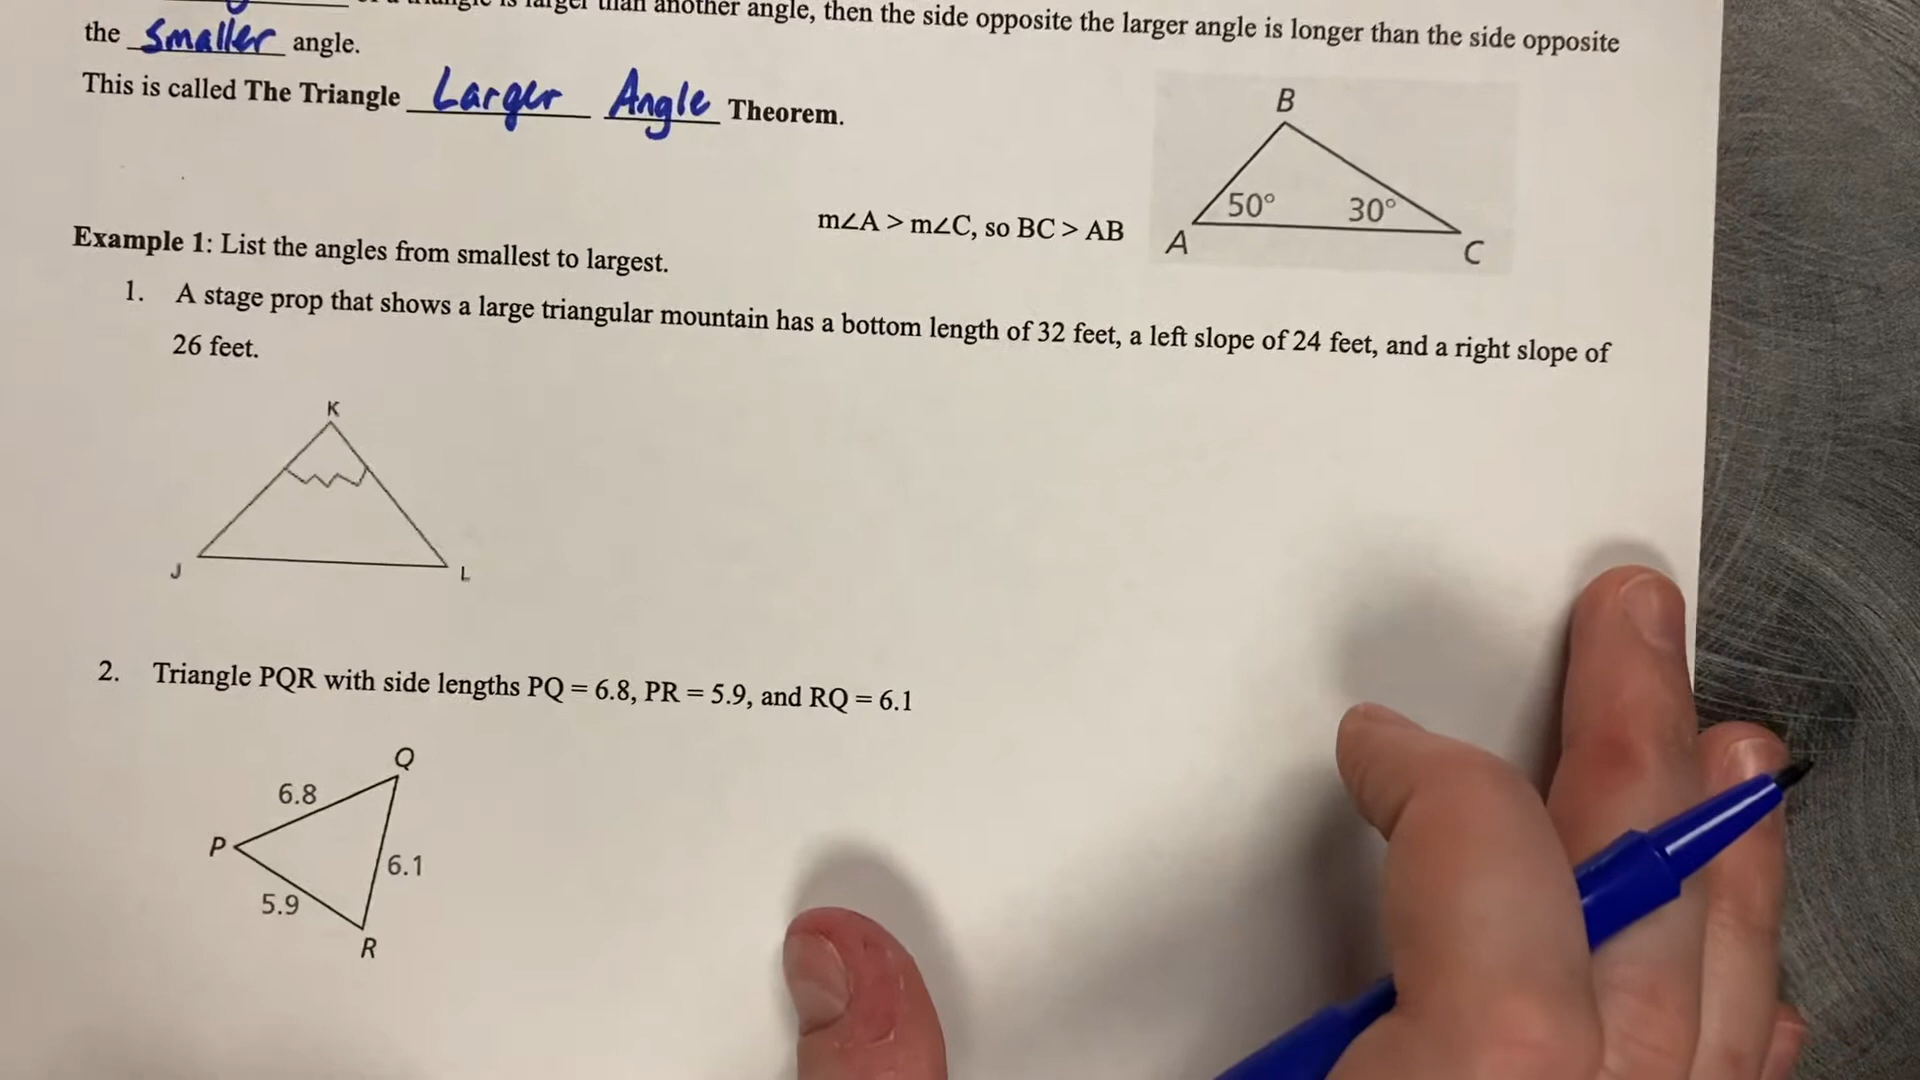 is larger than another angle, then the side opposite the larger angle is longer than the side opposite
the Smaller angle.
This is called The Triangle Larger Angle Theorem.
B
50° 30°
A
C
m∠A > m∠C, so BC > AB
Example 1: List the angles from smallest to largest.
1. A stage prop that shows a large triangular mountain has a bottom length of 32 feet, a left slope of 24 feet, and a right slope of
26 feet.
K
J
L
2. Triangle PQR with side lengths PQ = 6.8, PR = 5.9, and RQ = 6.1
Q
6.8
P
6.1
5.9
R